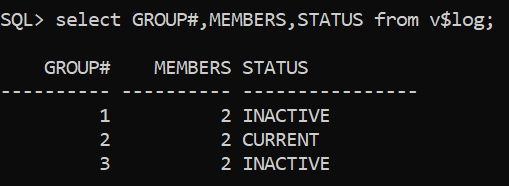 SQL> select GROUP#,MEMBERS,STATUS from v$log;
    GROUP#    MEMBERS STATUS
---------- ---------- ----------------
         1          2 INACTIVE
         2          2 CURRENT
         3          2 INACTIVE